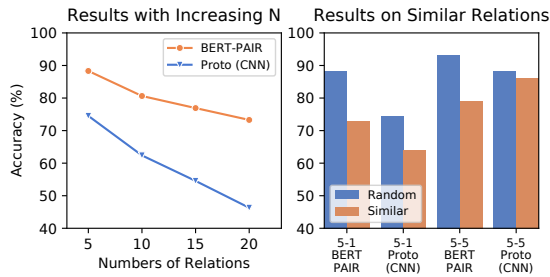 Results with Increasing N
100
90
80
70
60
50
40
Accuracy (%)
BERT-PAIR
Proto (CNN)
5 10 15 20
Numbers of Relations
Results on Similar Relations
100
90
80
70
60
50
40
Random
Similar
5-1 5-1 5-5 5-5
BERT Proto BERT Proto
PAIR (CNN) PAIR (CNN)